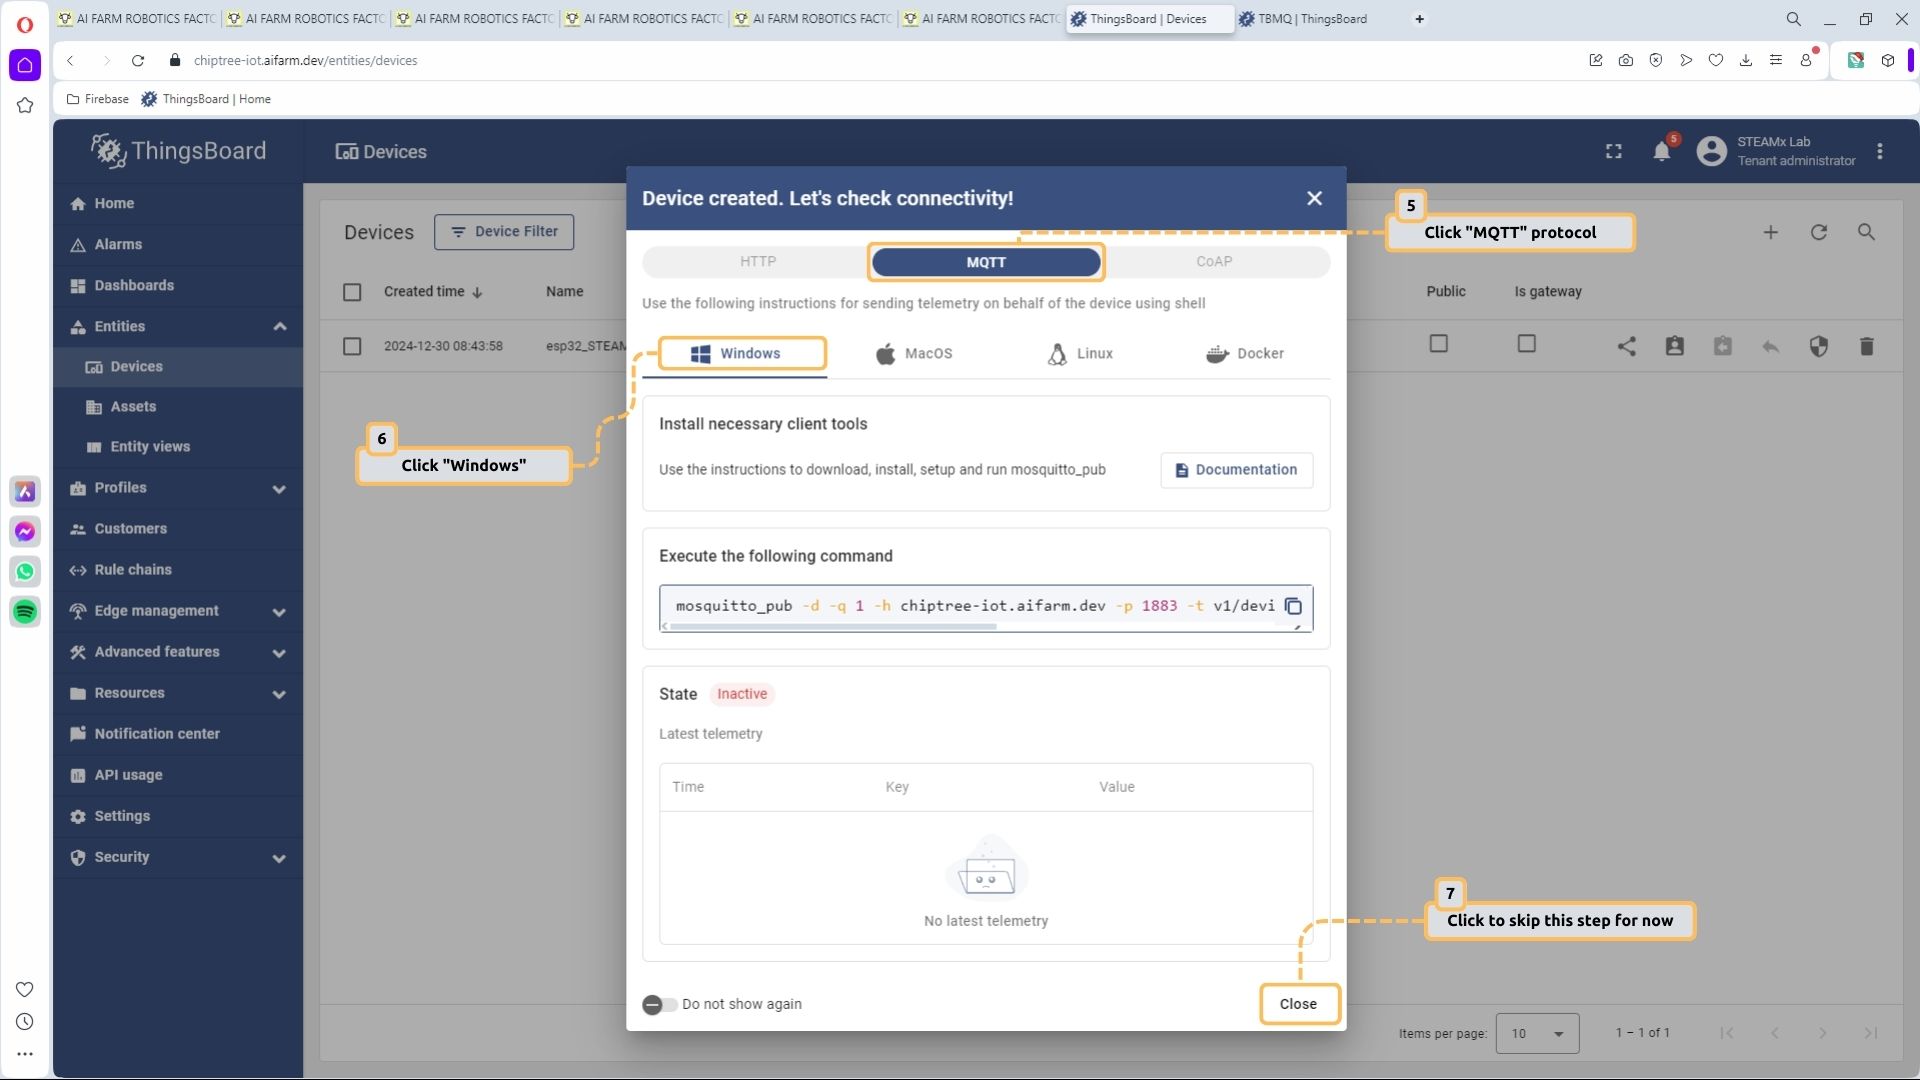 AI FARM ROBOTICS FACTO
AI FARM ROBOTICS FACTO
AI FARM ROBOTICS FACTO
AI FARM ROBOTICS FACTO
AI FARM ROBOTICS FACTO
AI FARM ROBOTICS FACTO
ThingsBoard | Devices
TBMQ | ThingsBoard
chiptree-iot.aifarm.dev/entities/devices
Firebase
ThingsBoard | Home
ThingsBoard
Devices
5
STEAMx Lab
Tenant administrator
Home
Alarms
Dashboards
Entities
Devices
Assets
Entity views
Profiles
Customers
Rule chains
Edge management
Advanced features
Resources
Notification center
API usage
Settings
Security
Devices
Device Filter
Created time
Name
Public
Is gateway
2024-12-30 08:43:58
esp32_STEAM
Device created. Let's check connectivity!
HTTP
MQTT
CoAP
Use the following instructions for sending telemetry on behalf of the device using shell
Windows
MacOS
Linux
Docker
Install necessary client tools
Use the instructions to download, install, setup and run mosquitto_pub
Documentation
Execute the following command
mosquitto_pub -d -q 1 -h chiptree-iot.aifarm.dev -p 1883 -t v1/devi
State
Inactive
Latest telemetry
Time
Key
Value
No latest telemetry
Do not show again
Close
5
Click "MQTT" protocol
6
Click "Windows"
7
Click to skip this step for now
Items per page:
10
1 – 1 of 1